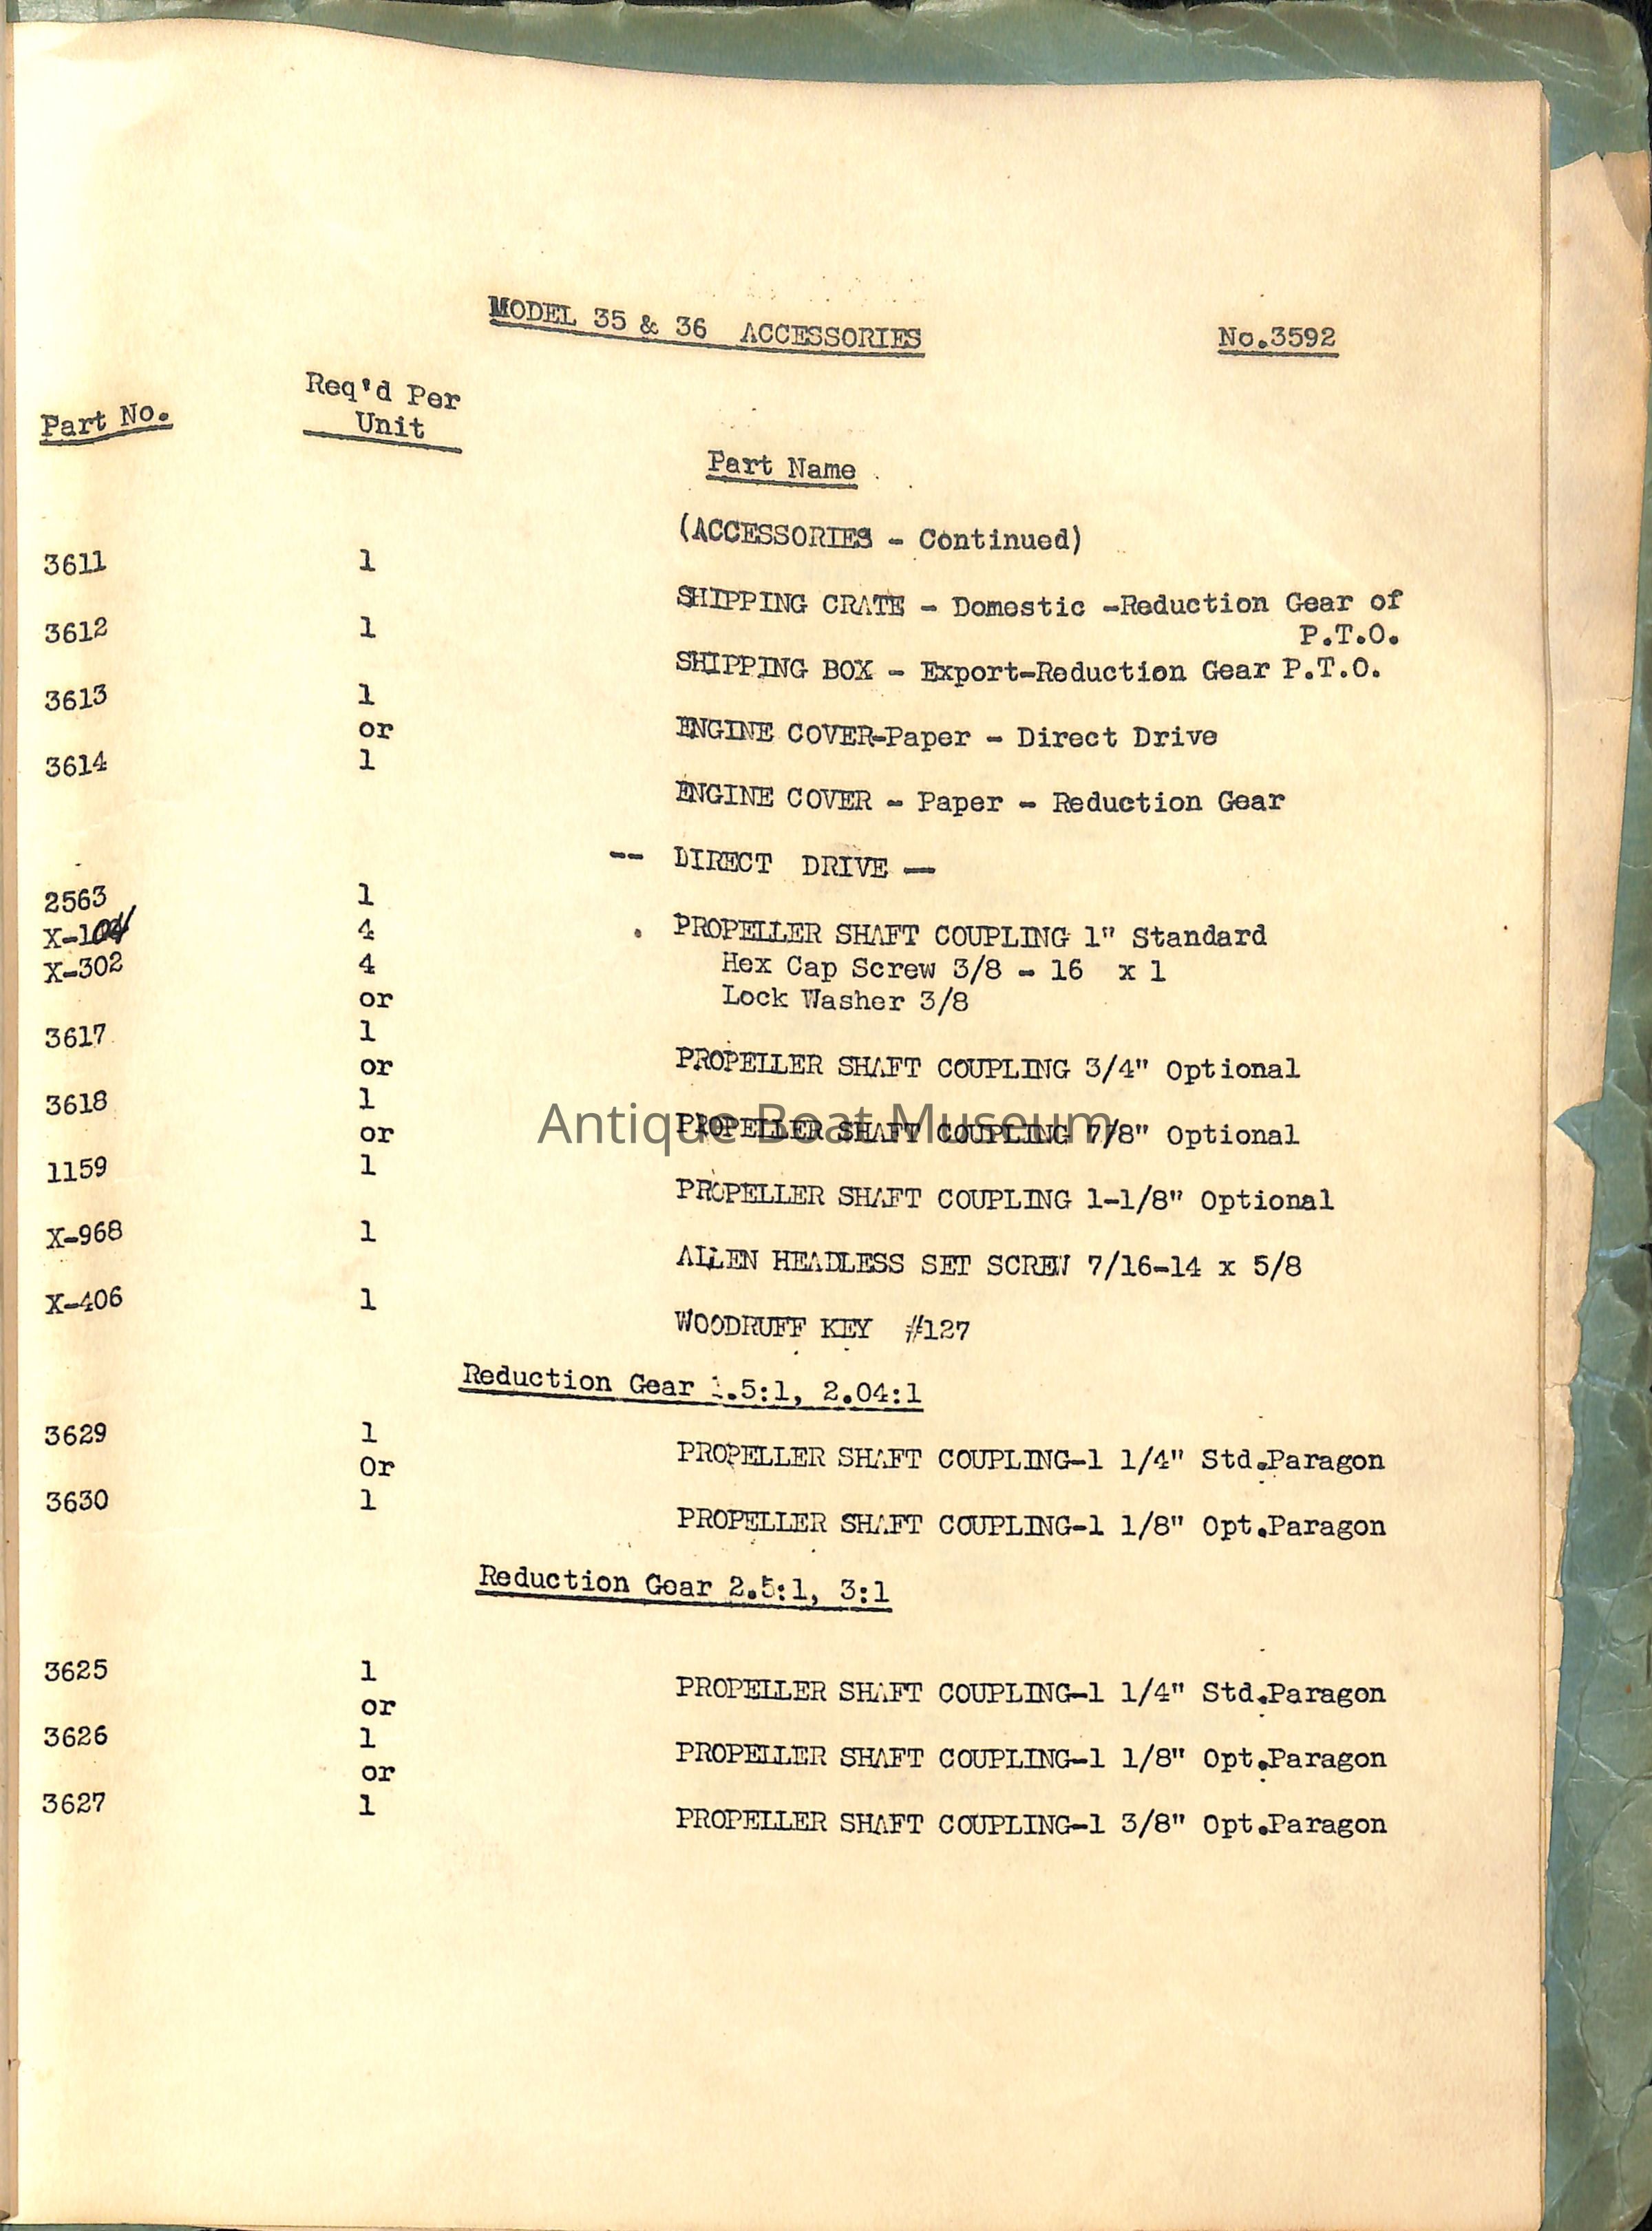 MODEL 35 & 36 ACCESSORIES No.3592
Part No. Req'd Per Unit
Part Name
(ACCESSORIES - Continued)
3611 1 SHIPPING CRATE - Domestic -Reduction Gear of
P.T.O.
3612 1 SHIPPING BOX - Export-Reduction Gear P.T.O.
3613 1 ENGINE COVER-Paper - Direct Drive
or
3614 1 ENGINE COVER - Paper - Reduction Gear
-- DIRECT DRIVE --
2563 1 PROPELLER SHAFT COUPLING 1" Standard
4 Hex Cap Screw 3/8 - 16 x 1
X-302 4 Lock Washer 3/8
or
3617 1 PROPELLER SHAFT COUPLING 3/4" Optional
or
3618 1 PROPELLER SHAFT COUPLING 7/8" Optional
Antique Boat Museum
or
1159 1 PROPELLER SHAFT COUPLING 1-1/8" Optional
X-968 1 ALLEN HEADLESS SET SCREW 7/16-14 x 5/8
X-406 1 WOODRUFF KEY #127
Reduction Gear 1.5:1, 2.04:1
3629 1 PROPELLER SHAFT COUPLING-1 1/4" Std.Paragon
Or
3630 1 PROPELLER SHAFT COUPLING-1 1/8" Opt.Paragon
Reduction Gear 2.5:1, 3:1
3625 1 PROPELLER SHAFT COUPLING-1 1/4" Std.Paragon
or
3626 1 PROPELLER SHAFT COUPLING-1 1/8" Opt.Paragon
or
3627 1 PROPELLER SHAFT COUPLING-1 3/8" Opt.Paragon